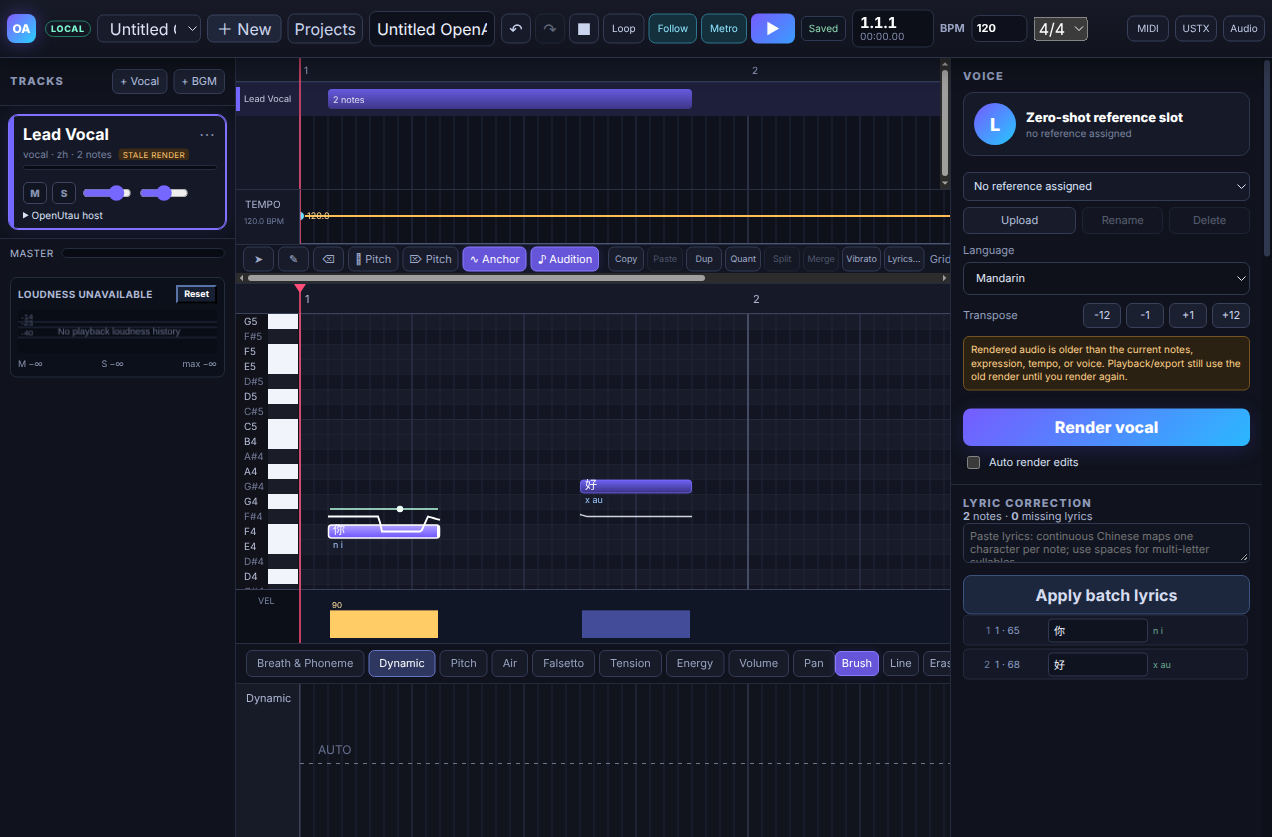 OA LOCAL Untitled ( + New Projects Untitled OpenA Loop Follow Metro Saved 1.1.1 BPM 120 4/4 MIDI USTX Audio
00:00.00
TRACKS + Vocal + BGM
Lead Vocal ...
vocal · zh · 2 notes STALE RENDER
M S
OpenUtau host
MASTER
LOUDNESS UNAVAILABLE Reset
-14
-23
-40
No playback loudness history
M −∞ S −∞ max −∞
1 2
Lead Vocal 2 notes
TEMPO
120.0 BPM
120.0
Pitch Pitch Anchor Audition Copy Paste Dup Quant Split Merge Vibrato Lyrics... Grid
1 2
G5
F#5
F5
E5
D#5
D5
C#5
C5
B4
A#4
A4
G#4
G4
F#4
F4
E4
D#4
D4
好
x au
你
n i
VEL
90
Breath & Phoneme Dynamic Pitch Air Falsetto Tension Energy Volume Pan Brush Line Eras
Dynamic
AUTO
VOICE
L
Zero-shot reference slot
no reference assigned
No reference assigned
Upload Rename Delete
Language
Mandarin
Transpose -12 -1 +1 +12
Rendered audio is older than the current notes,
expression, tempo, or voice. Playback/export still use the
old render until you render again.
Render vocal
Auto render edits
LYRIC CORRECTION
2 notes · 0 missing lyrics
Paste lyrics: continuous Chinese maps one
character per note; use spaces for multi-letter
syllables
Apply batch lyrics
1 1 · 65 你 n i
2 1 · 68 好 x au